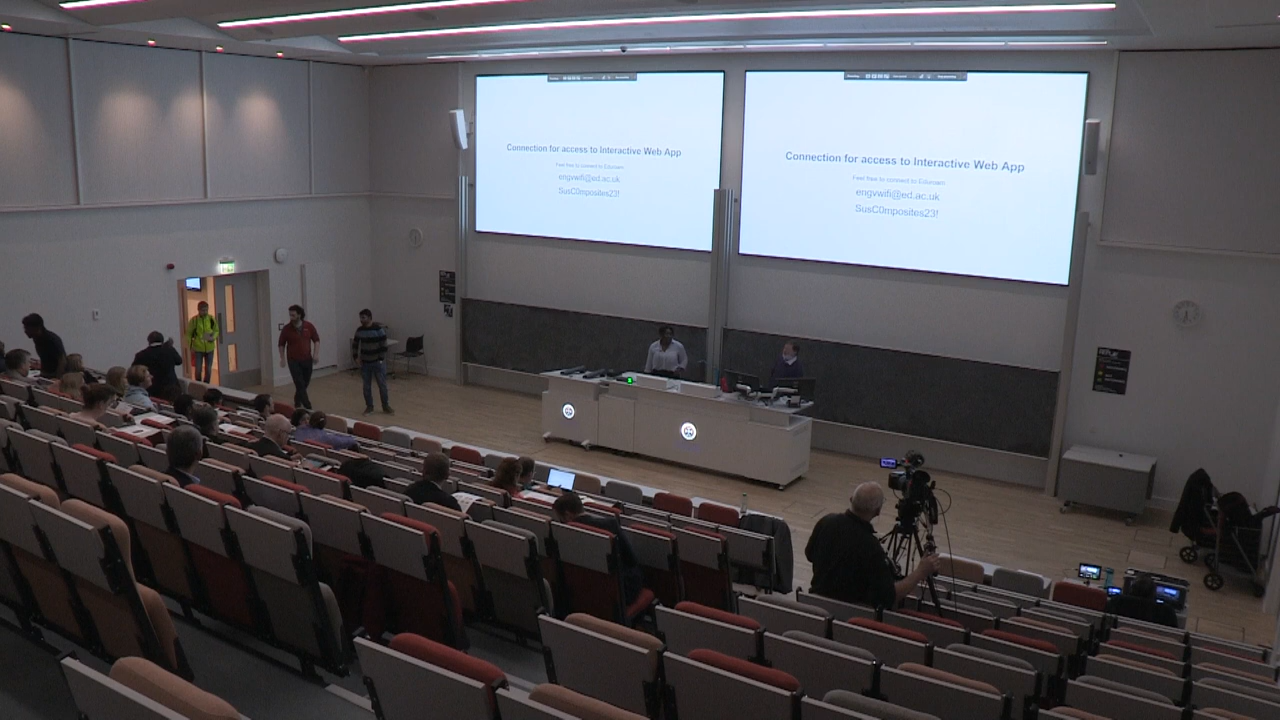 Connection for access to Interactive Web App
Feel free to connect to Eduroam
engvwifi@ed.ac.uk
SusC0mposites23!
Connection for access to Interactive Web App
Feel free to connect to Eduroam
engvwifi@ed.ac.uk
SusC0mposites23!